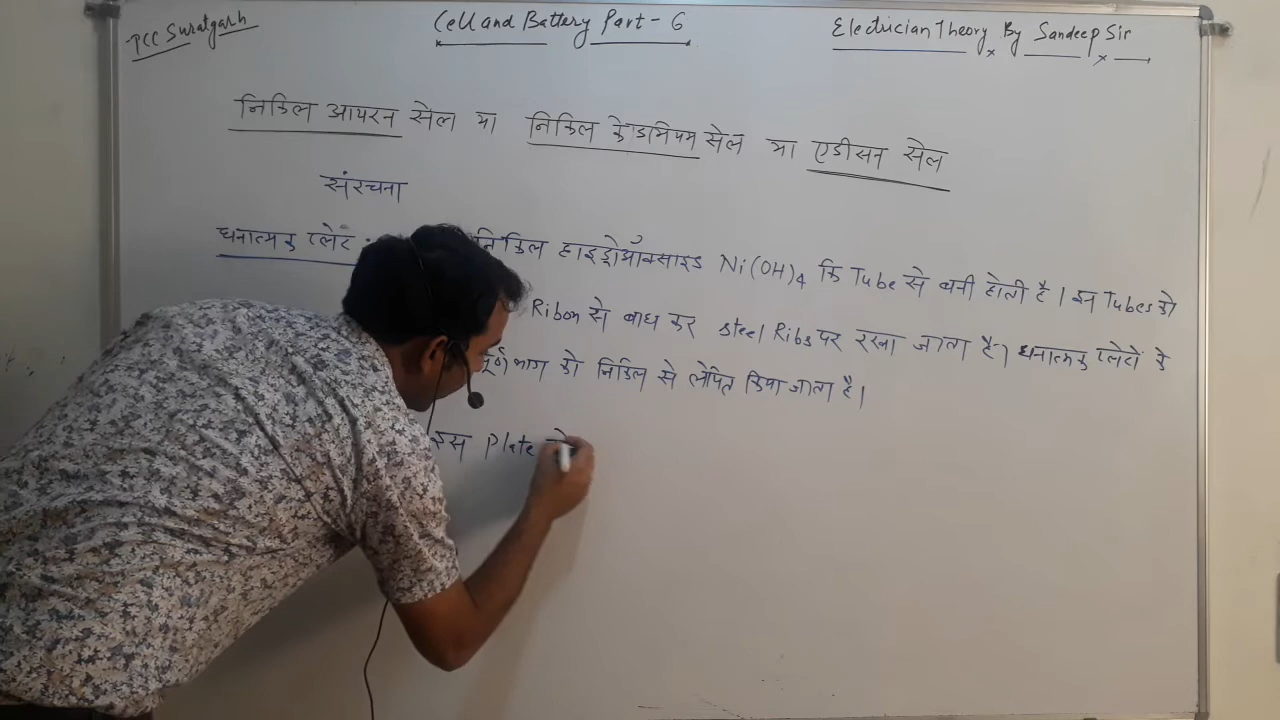 TCC Suratgarh
Cell and Battery Part - 6
Electrician Theory By Sandeep Sir
निकिल आयरन सेल या निकिल केडमियम सेल या एडीसन सेल
संरचना
धनात्मक प्लेट
निकिल हाइड्रोऑक्साइड Ni(OH)4 कि Tube से बनी होती है। इन Tubes को
Ribon से बाध कर steel Ribs पर रखा जाता है। धनात्मक प्लेटो के
भाग को निकिल से लेपित किया जाता है।
इस Plate